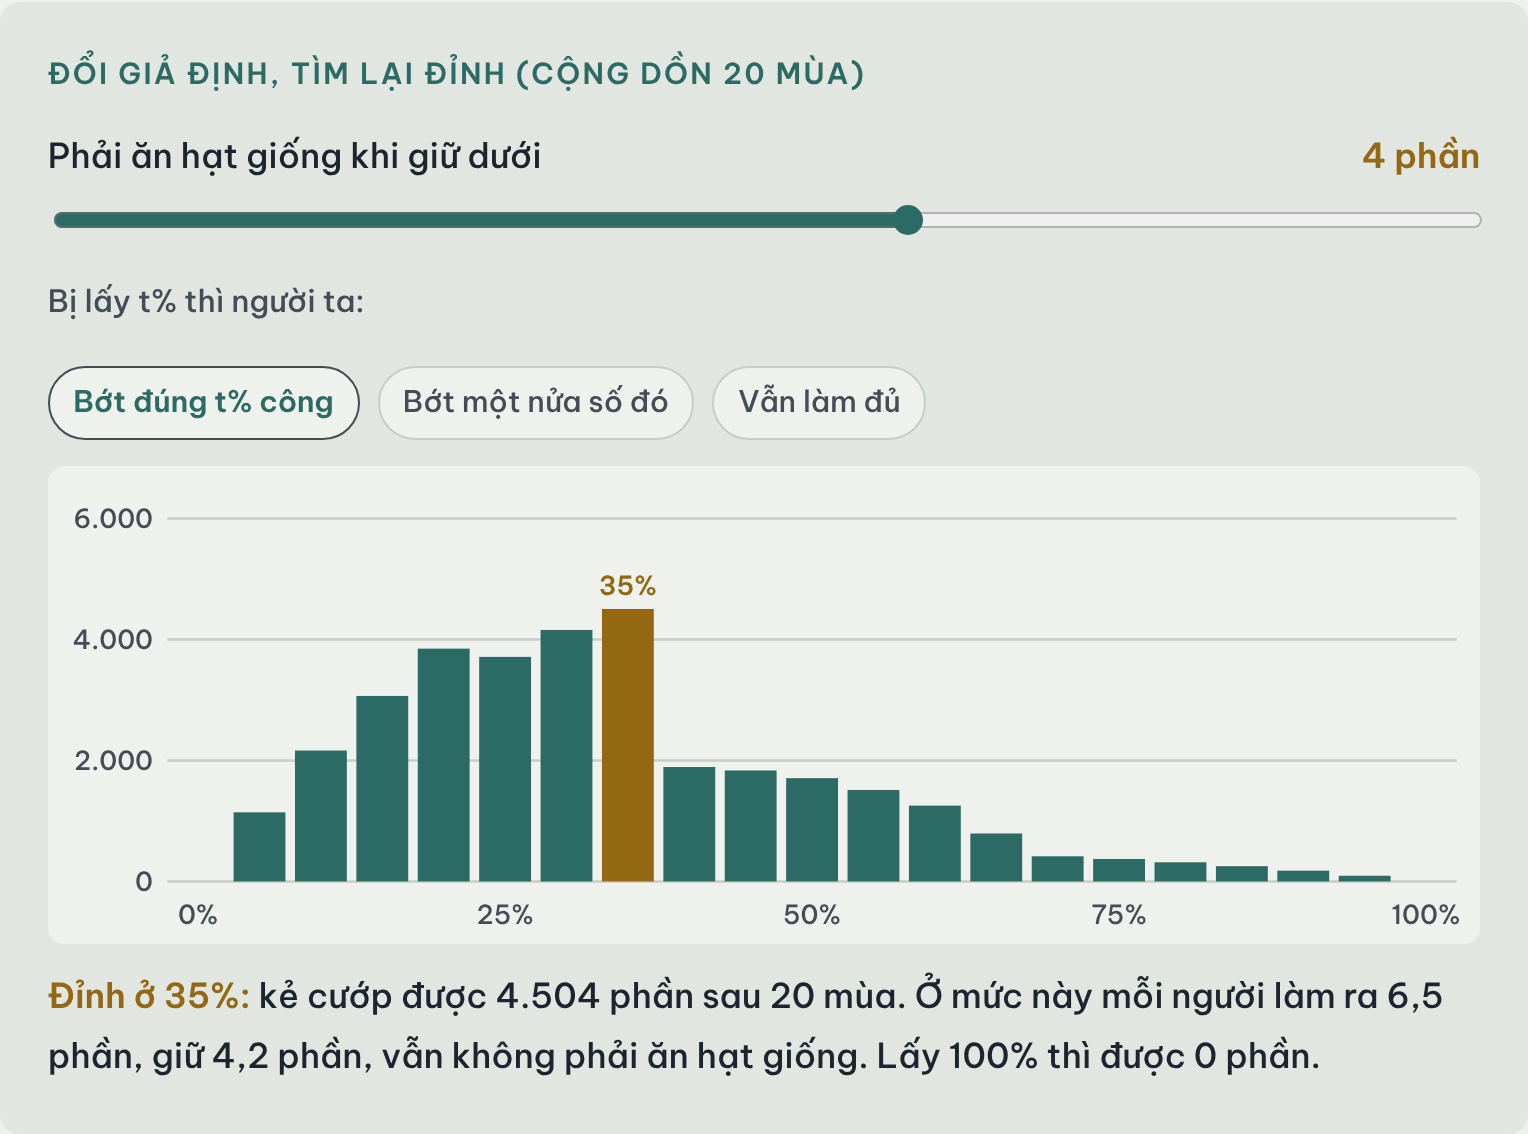 ĐỔI GIẢ ĐỊNH, TÌM LẠI ĐỈNH (CỘNG DỒN 20 MÙA)
Phải ăn hạt giống khi giữ dưới
4 phần
Bị lấy t% thì người ta:
Bớt đúng t% công
Bớt một nửa số đó
Vẫn làm đủ
6.000
35%
4.000
2.000
0
0% 25% 50% 75% 100%
Đỉnh ở 35%: kẻ cướp được 4.504 phần sau 20 mùa. Ở mức này mỗi người làm ra 6,5
phần, giữ 4,2 phần, vẫn không phải ăn hạt giống. Lấy 100% thì được 0 phần.